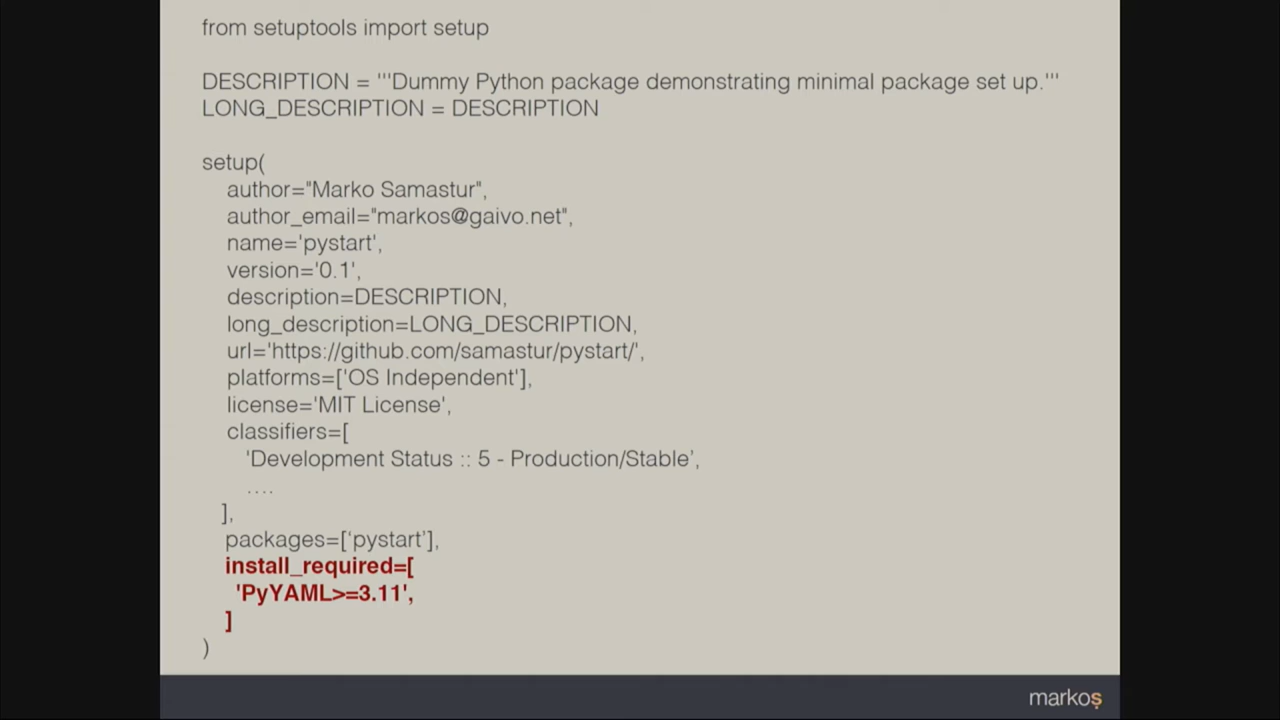 from setuptools import setup
DESCRIPTION = '''Dummy Python package demonstrating minimal package set up.'''
LONG_DESCRIPTION = DESCRIPTION
setup(
author="Marko Samastur",
author_email="markos@gaivo.net",
name='pystart',
version='0.1',
description=DESCRIPTION,
long_description=LONG_DESCRIPTION,
url='https://github.com/samastur/pystart/',
platforms=['OS Independent'],
license='MIT License',
classifiers=[
'Development Status :: 5 - Production/Stable’,
….
],
packages=[‘pystart’],
install_required=[
'PyYAML>=3.11',
]
)
markoș